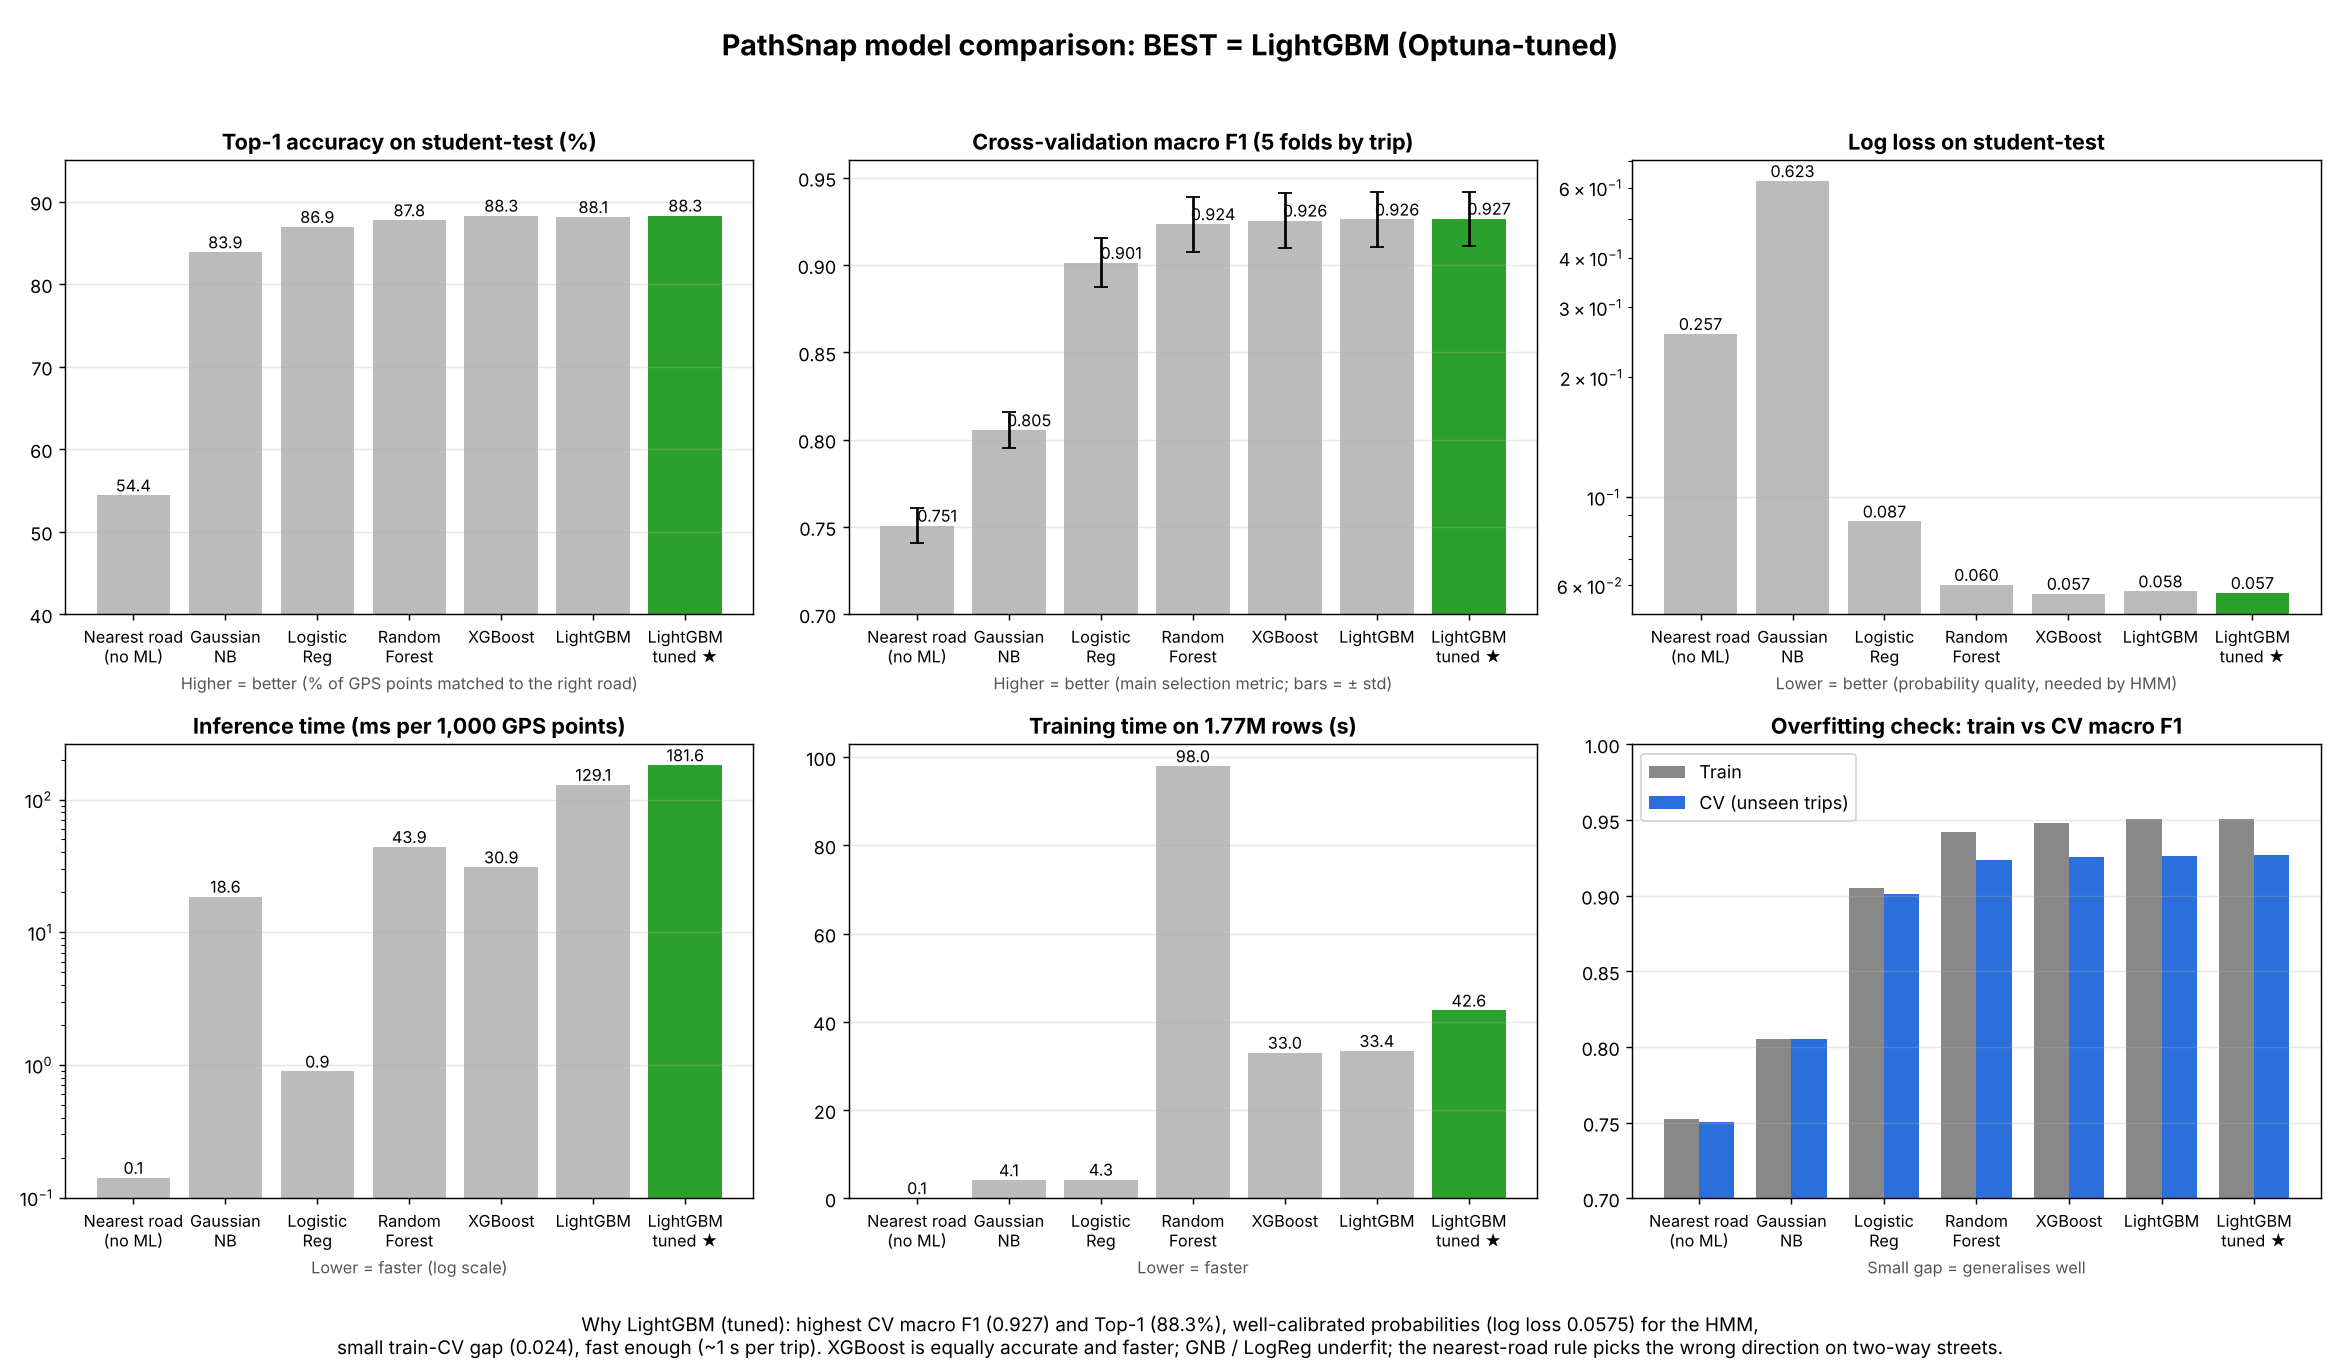 PathSnap model comparison: BEST = LightGBM (Optuna-tuned)
Top-1 accuracy on student-test (%)
90
80
70
60
50
40
54.4
83.9
86.9
87.8
88.3
88.1
88.3
Nearest road (no ML)
Gaussian NB
Logistic Reg
Random Forest
XGBoost
LightGBM
LightGBM tuned ★
Higher = better (% of GPS points matched to the right road)
Cross-validation macro F1 (5 folds by trip)
0.95
0.90
0.85
0.80
0.75
0.70
0.751
0.805
0.901
0.924
0.926
0.926
0.927
Nearest road (no ML)
Gaussian NB
Logistic Reg
Random Forest
XGBoost
LightGBM
LightGBM tuned ★
Higher = better (main selection metric; bars = ± std)
Log loss on student-test
6 × 10⁻¹
4 × 10⁻¹
3 × 10⁻¹
2 × 10⁻¹
10⁻¹
6 × 10⁻²
0.257
0.623
0.087
0.060
0.057
0.058
0.057
Nearest road (no ML)
Gaussian NB
Logistic Reg
Random Forest
XGBoost
LightGBM
LightGBM tuned ★
Lower = better (probability quality, needed by HMM)
Inference time (ms per 1,000 GPS points)
10²
10¹
10⁰
10⁻¹
0.1
18.6
0.9
43.9
30.9
129.1
181.6
Nearest road (no ML)
Gaussian NB
Logistic Reg
Random Forest
XGBoost
LightGBM
LightGBM tuned ★
Lower = faster (log scale)
Training time on 1.77M rows (s)
100
80
60
40
20
0
0.1
4.1
4.3
98.0
33.0
33.4
42.6
Nearest road (no ML)
Gaussian NB
Logistic Reg
Random Forest
XGBoost
LightGBM
LightGBM tuned ★
Lower = faster
Overfitting check: train vs CV macro F1
1.00
0.95
0.90
0.85
0.80
0.75
0.70
Train
CV (unseen trips)
Nearest road (no ML)
Gaussian NB
Logistic Reg
Random Forest
XGBoost
LightGBM
LightGBM tuned ★
Small gap = generalises well
Why LightGBM (tuned): highest CV macro F1 (0.927) and Top-1 (88.3%), well-calibrated probabilities (log loss 0.0575) for the HMM,
small train-CV gap (0.024), fast enough (~1 s per trip). XGBoost is equally accurate and faster; GNB / LogReg underfit; the nearest-road rule picks the wrong direction on two-way streets.